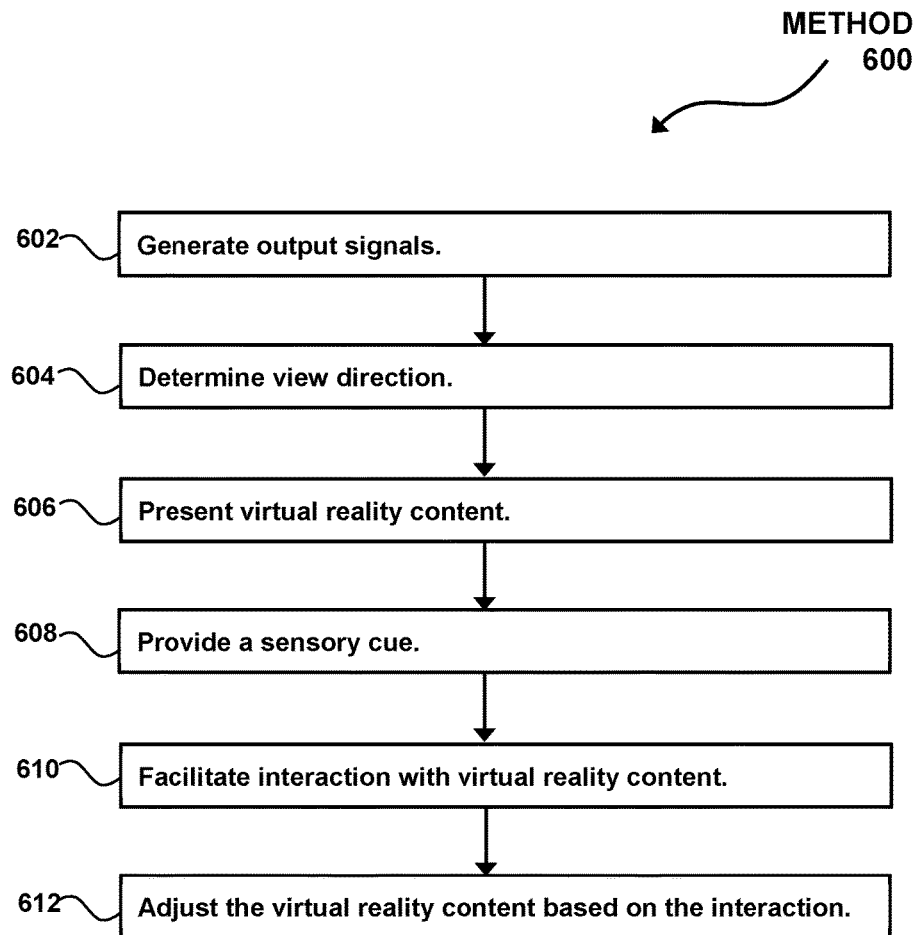 METHOD
600
602
Generate output signals.
604
Determine view direction.
606
Present virtual reality content.
608
Provide a sensory cue.
610
Facilitate interaction with virtual reality content.
612
Adjust the virtual reality content based on the interaction.